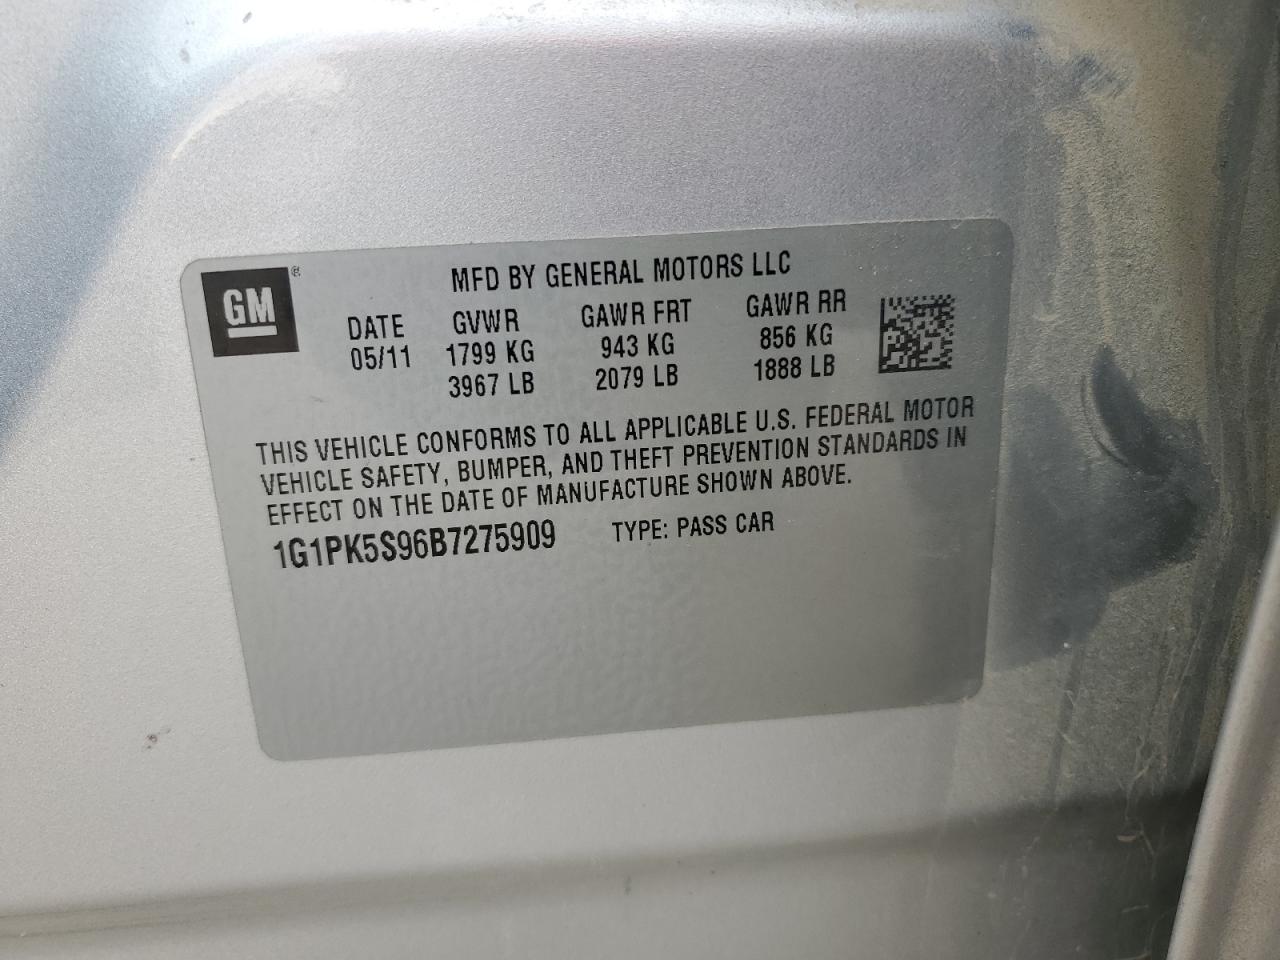 GM®
MFD BY GENERAL MOTORS LLC
DATE GVWR GAWR FRT GAWR RR
05/11 1799 KG 943 KG 856 KG
3967 LB 2079 LB 1888 LB
THIS VEHICLE CONFORMS TO ALL APPLICABLE U.S. FEDERAL MOTOR
VEHICLE SAFETY, BUMPER, AND THEFT PREVENTION STANDARDS IN
EFFECT ON THE DATE OF MANUFACTURE SHOWN ABOVE.
1G1PK5S96B7275909 TYPE: PASS CAR